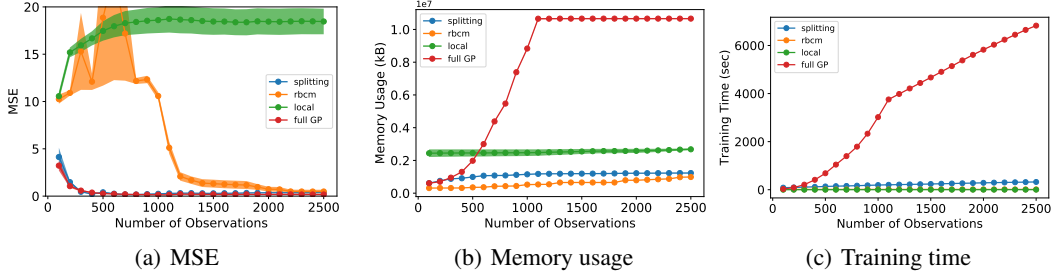 20
15
10
5
0
MSE
0 500 1000 1500 2000 2500
Number of Observations
splitting
rbcm
local
full GP
(a) MSE
1e7
1.0
0.8
0.6
0.4
0.2
0.0
Memory Usage (kB)
0 500 1000 1500 2000 2500
Number of Observations
splitting
rbcm
local
full GP
(b) Memory usage
6000
4000
2000
0
Training Time (sec)
0 500 1000 1500 2000 2500
Number of Observations
splitting
rbcm
local
full GP
(c) Training time